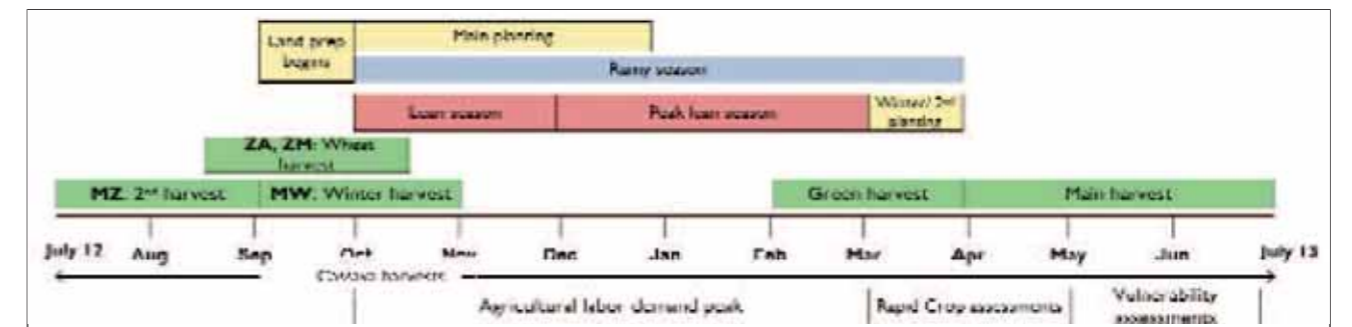 Land prep
begins
Main planting
Rainy season
Lean season
Peak lean season
Winter/ 2nd
planting
ZA, ZM: Wheat
harvest
MZ. 2nd harvest
MW. Winter harvest
Green harvest
Main harvest
July 12
Aug
Sep
Oct
Nov
Dec
Jan
Feb
Mar
Apr
May
Jun
July 13
Cassava harvests
Agricultural labor demand peak
Rapid Crop assessments
Vulnerability
assessments